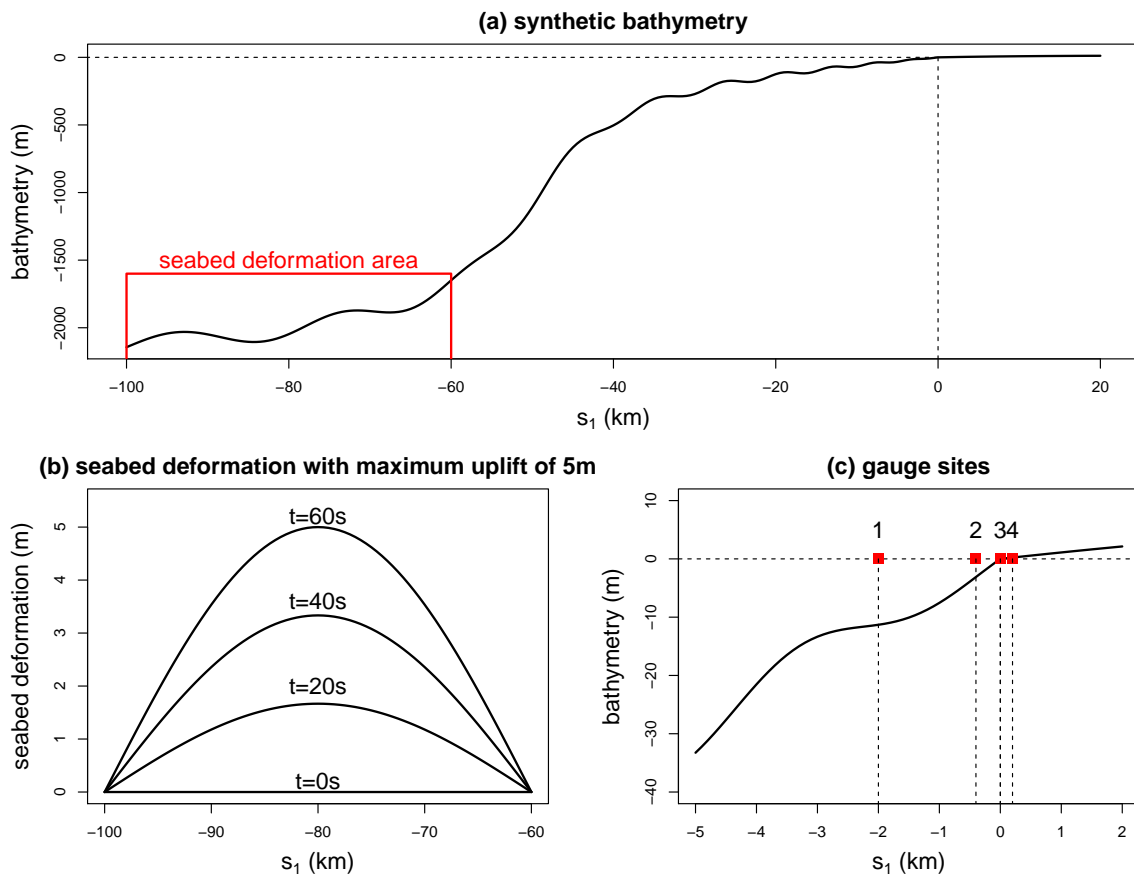 (a) synthetic bathymetry
bathymetry (m)
0
−500
−1000
−1500
−2000
seabed deformation area
−100 −80 −60 −40 −20 0 20
s₁ (km)
(b) seabed deformation with maximum uplift of 5m
seabed deformation (m)
5
4
3
2
1
0
t=60s
t=40s
t=20s
t=0s
−100 −90 −80 −70 −60
s₁ (km)
(c) gauge sites
bathymetry (m)
10
0
−10
−20
−30
−40
1 2 3 4
−5 −4 −3 −2 −1 0 1 2
s₁ (km)